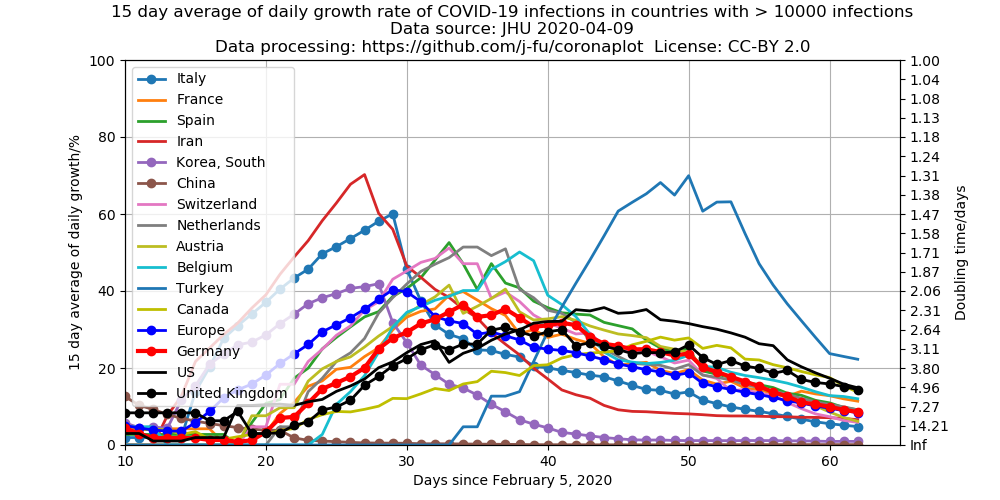 15 day average of daily growth rate of COVID-19 infections in countries with > 10000 infections
Data source: JHU 2020-04-09
Data processing: https://github.com/j-fu/coronaplot License: CC-BY 2.0
15 day average of daily growth/%
100
80
60
40
20
0
Italy
France
Spain
Iran
Korea, South
China
Switzerland
Netherlands
Austria
Belgium
Turkey
Canada
Europe
Germany
US
United Kingdom
1.00
1.04
1.08
1.13
1.18
1.24
1.31
1.38
1.47
1.58
1.71
1.87
2.06
2.31
2.64
3.11
3.80
4.96
7.27
14.21
Inf
Doubling time/days
10
20
30
40
50
60
Days since February 5, 2020